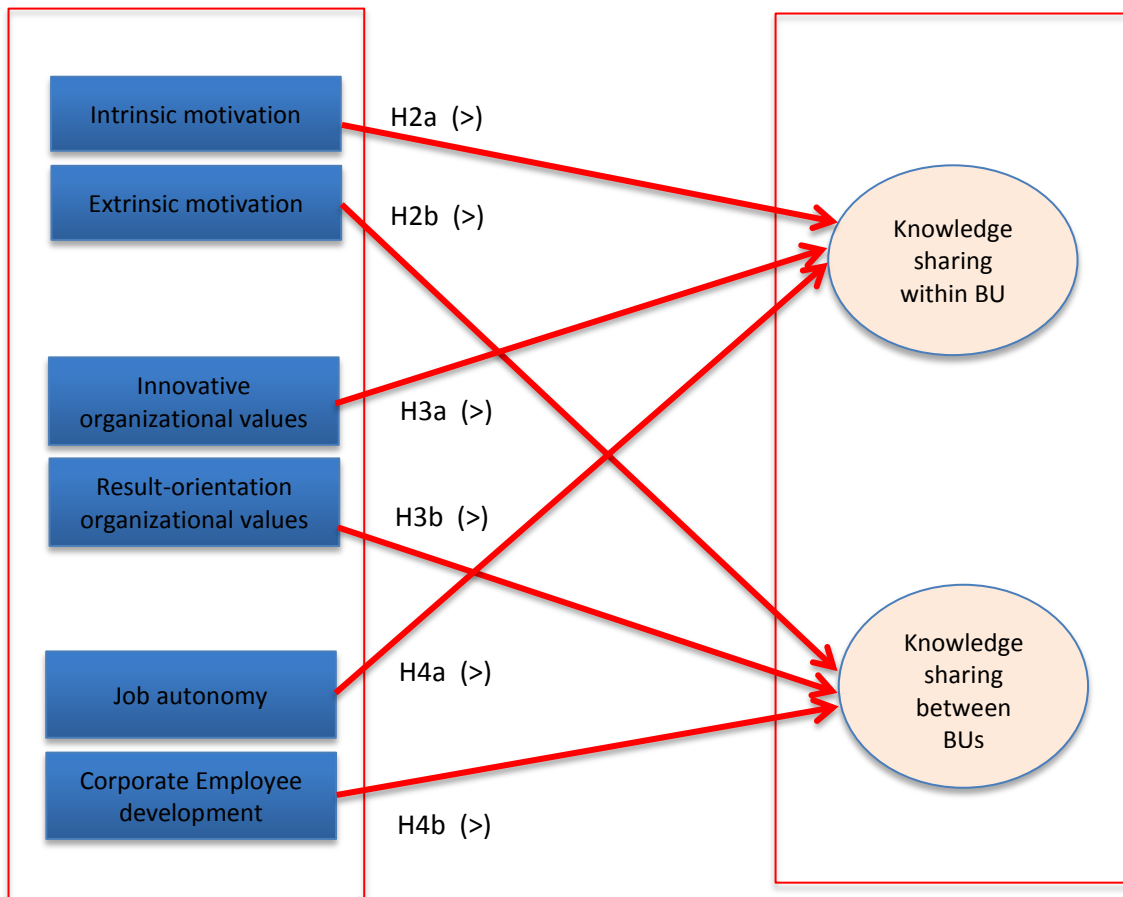 Intrinsic motivation
H2a (>)
Extrinsic motivation
H2b (>)
Knowledge
sharing
within BU
Innovative
organizational values
H3a (>)
Result-orientation
organizational values
H3b (>)
Job autonomy
H4a (>)
Knowledge
sharing
between
BUs
Corporate Employee
development
H4b (>)